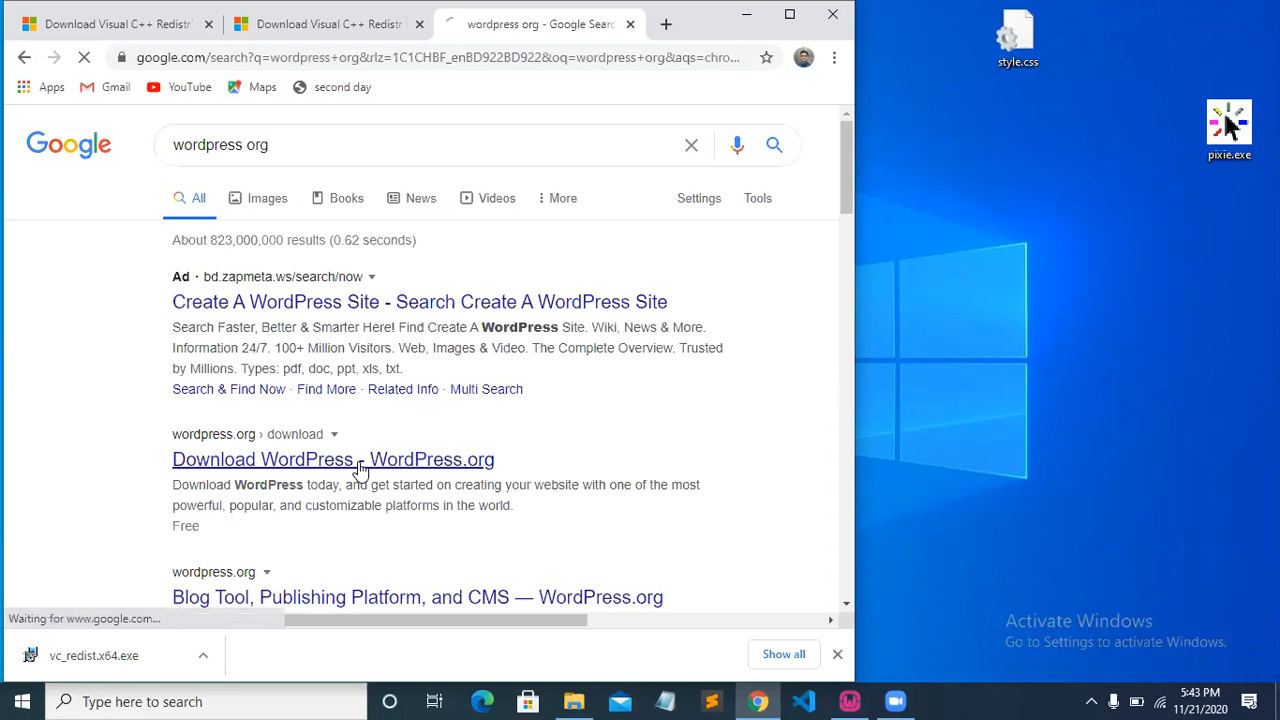 Download Visual C++ Redistr
Download Visual C++ Redistr
wordpress org - Google Searc
google.com/search?q=wordpress+org&rlz=1C1CHBF_enBD922BD922&oq=wordpress+org&aqs=chro...
Apps
Gmail
YouTube
Maps
second day
Google
wordpress org
All
Images
Books
News
Videos
More
Settings
Tools
About 823,000,000 results (0.62 seconds)
Ad · bd.zapmeta.ws/search/now
Create A WordPress Site - Search Create A WordPress Site
Search Faster, Better & Smarter Here! Find Create A WordPress Site. Wiki, News & More.
Information 24/7. 100+ Million Visitors. Web, Images & Video. The Complete Overview. Trusted
by Millions. Types: pdf, doc, ppt, xls, txt.
Search & Find Now · Find More · Related Info · Multi Search
wordpress.org › download
Download WordPress - WordPress.org
Download WordPress today, and get started on creating your website with one of the most
powerful, popular, and customizable platforms in the world.
Free
wordpress.org
Blog Tool, Publishing Platform, and CMS — WordPress.org
Waiting for www.google.com...
vc_redist.x64.exe
Show all
style.css
pixie.exe
Activate Windows
Go to Settings to activate Windows.
Type here to search
5:43 PM
11/21/2020